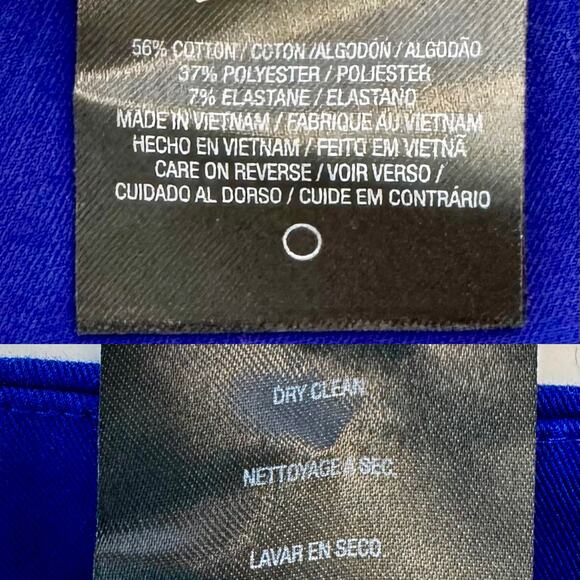 56% COTTON / COTON /ALGODÓN / ALGODÃO
37% POLYESTER / POLIESTER
7% ELASTANE / ELASTANO
MADE IN VIETNAM / FABRIQUE AU VIETNAM
HECHO EN VIETNAM / FEITO EM VIETNÃ
CARE ON REVERSE / VOIR VERSO /
CUIDADO AL DORSO / CUIDE EM CONTRÁRIO
DRY CLEAN
NETTOYAGE À SEC.
LAVAR EN SECO